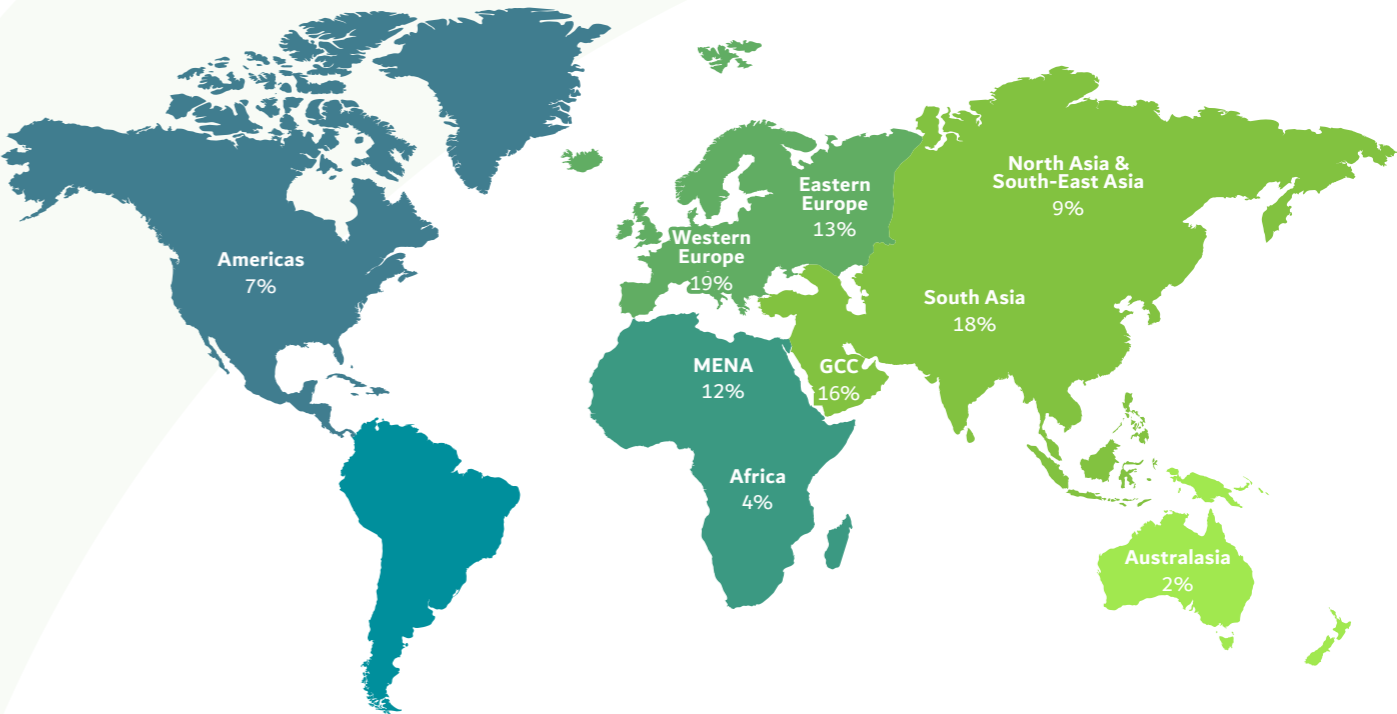 Americas
7%
Western
Europe
19%
Eastern
Europe
13%
North Asia &
South-East Asia
9%
South Asia
18%
MENA
12%
GCC
16%
Africa
4%
Australasia
2%